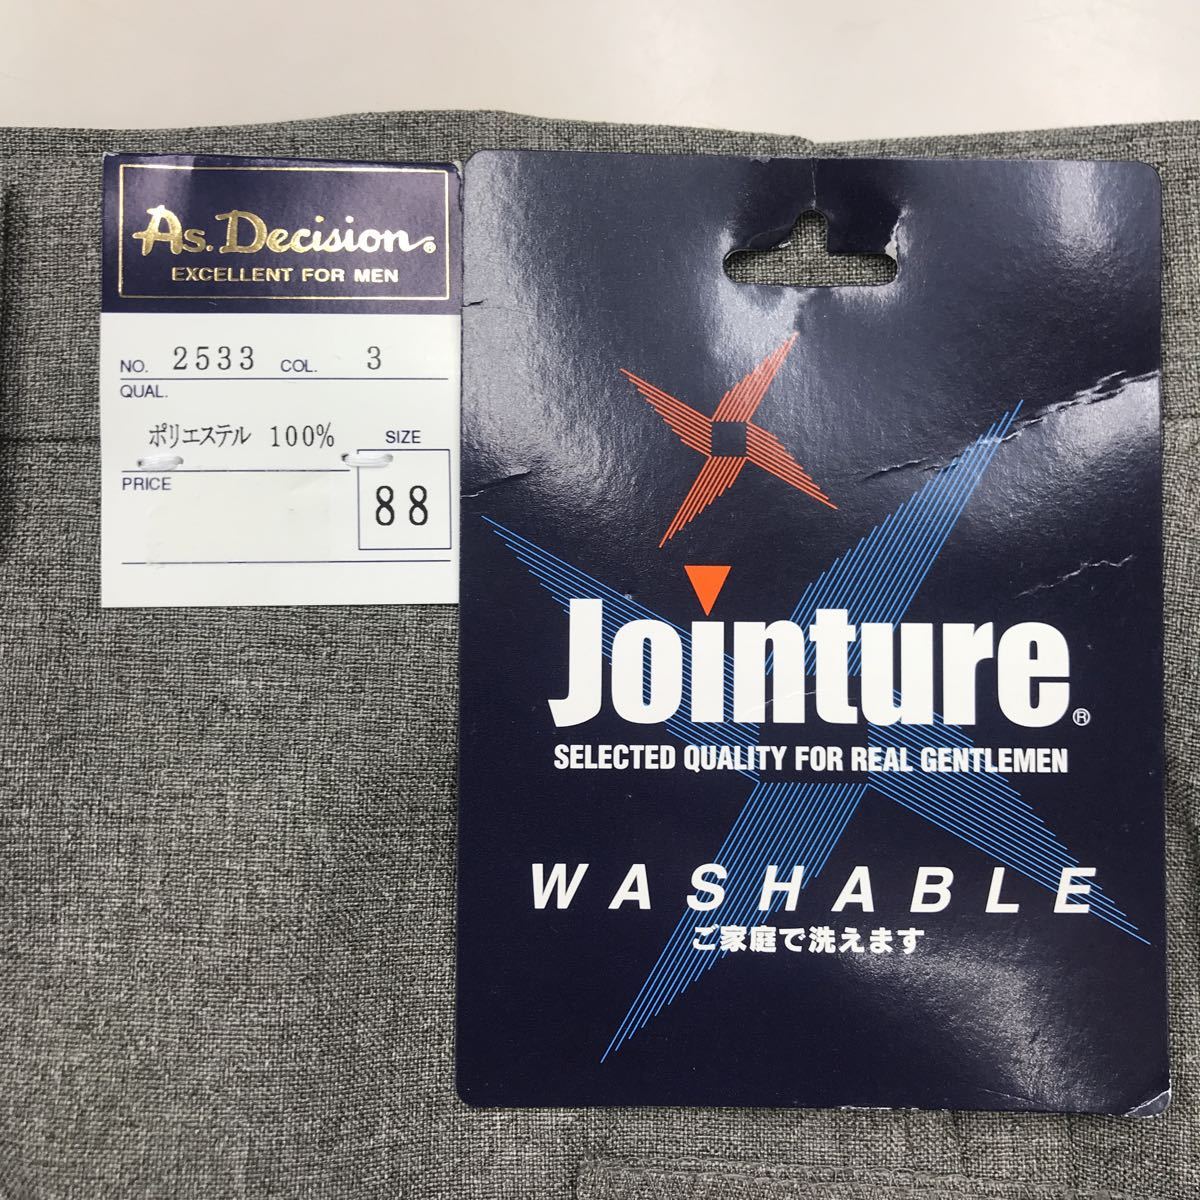 As. Decision®
EXCELLENT FOR MEN
NO. 2533 COL. 3
QUAL.
ポリエステル 100%
SIZE
PRICE
88
Jointure®
SELECTED QUALITY FOR REAL GENTLEMEN
WASHABLE
ご家庭で洗えます